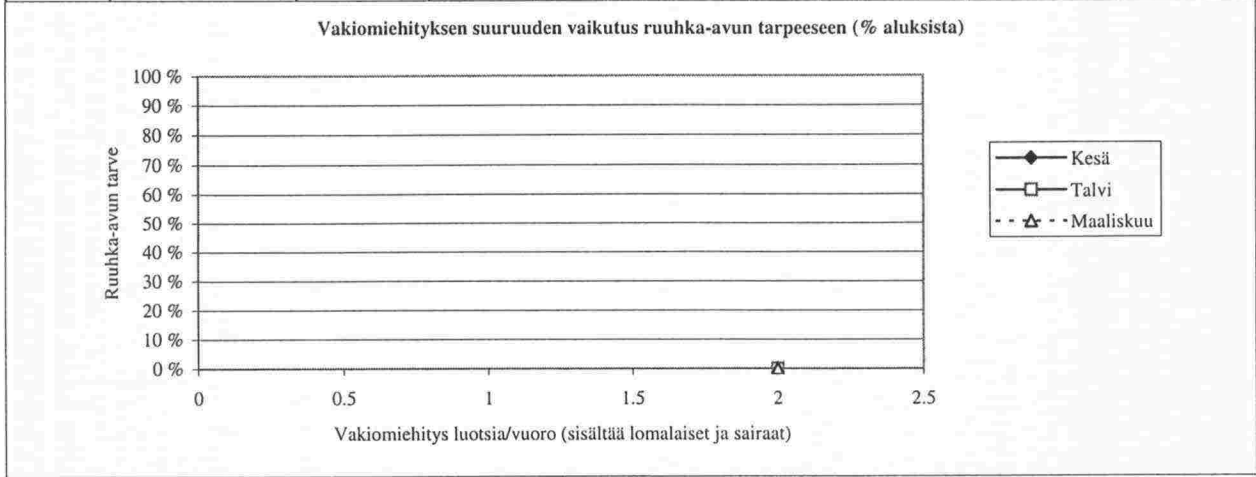 Vakiomiehityksen suuruuden vaikutus ruuhka-avun tarpeeseen (% aluksista)
100 %
90 %
80 %
70 %
60 %
50 %
40 %
30 %
20 %
10 %
0 %
Ruuhka-avun tarve
0
0.5
1
1.5
2
2.5
Vakiomiehitys luotsia/vuoro (sisältää lomalaiset ja sairaat)
Kesä
Talvi
Maaliskuu